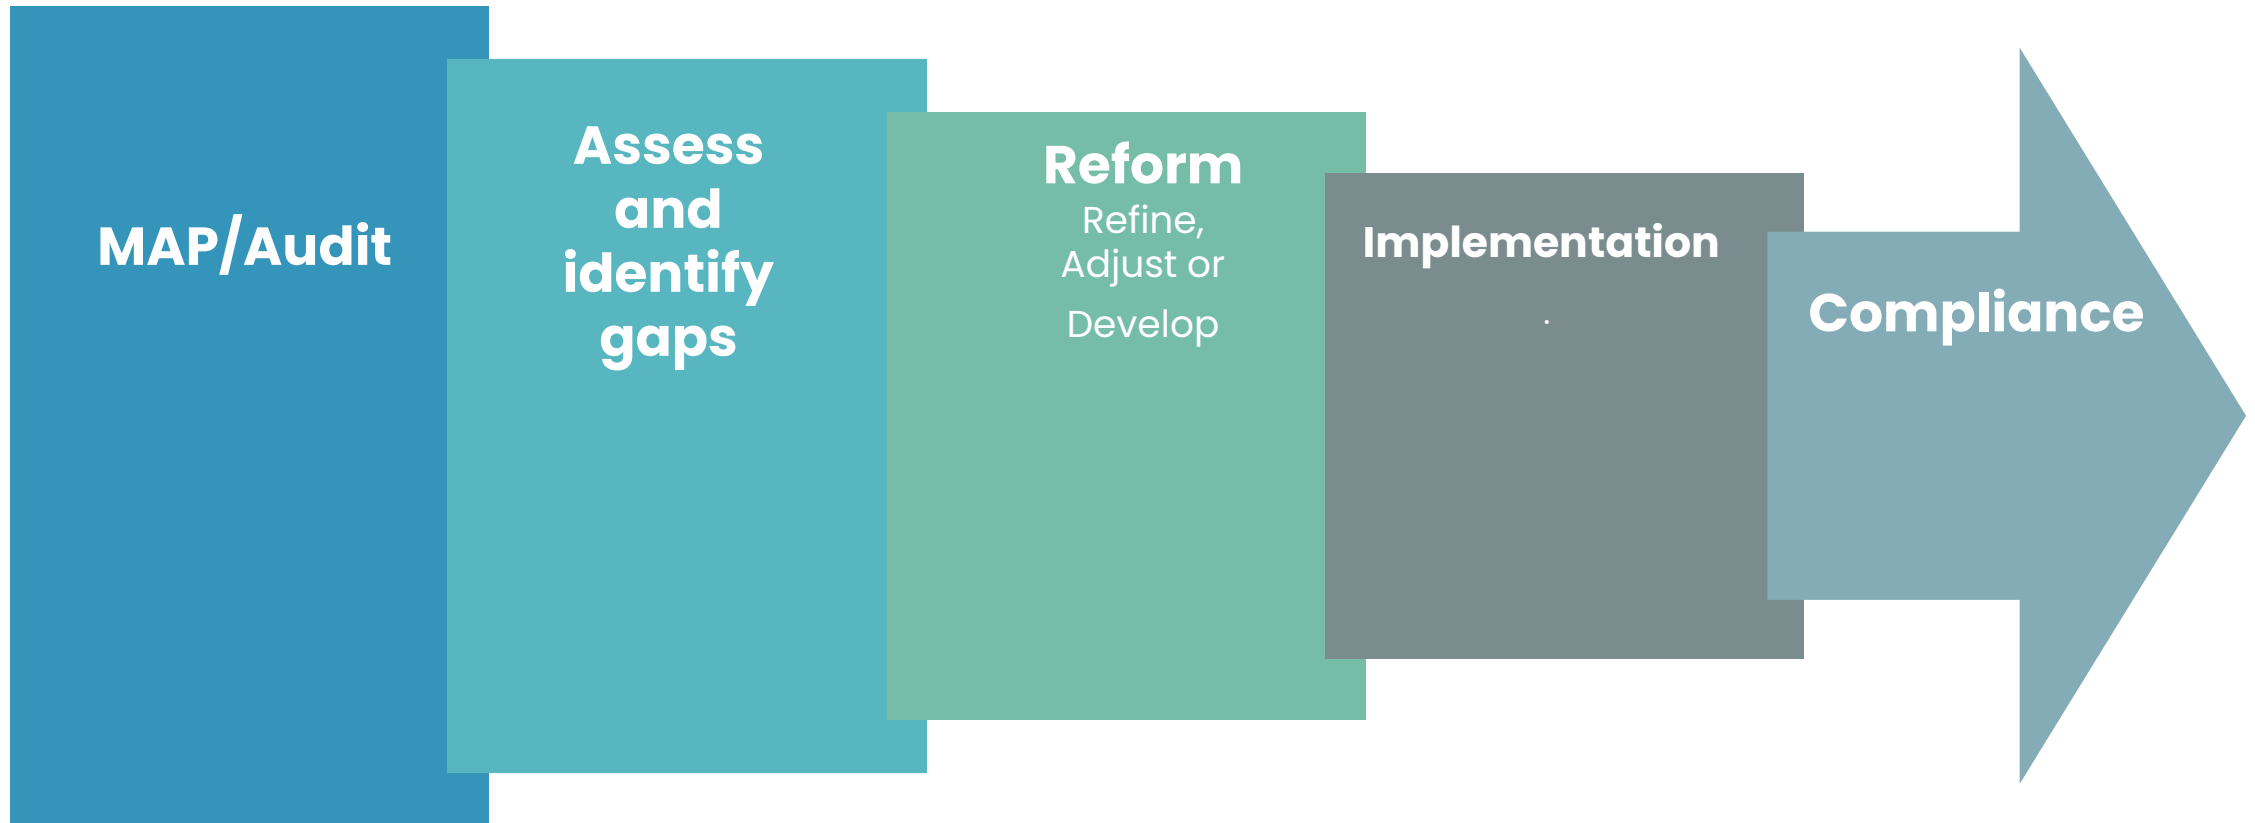 MAP/Audit
Assess
and
identify
gaps
Reform
Refine,
Adjust or
Develop
Implementation
.
Compliance